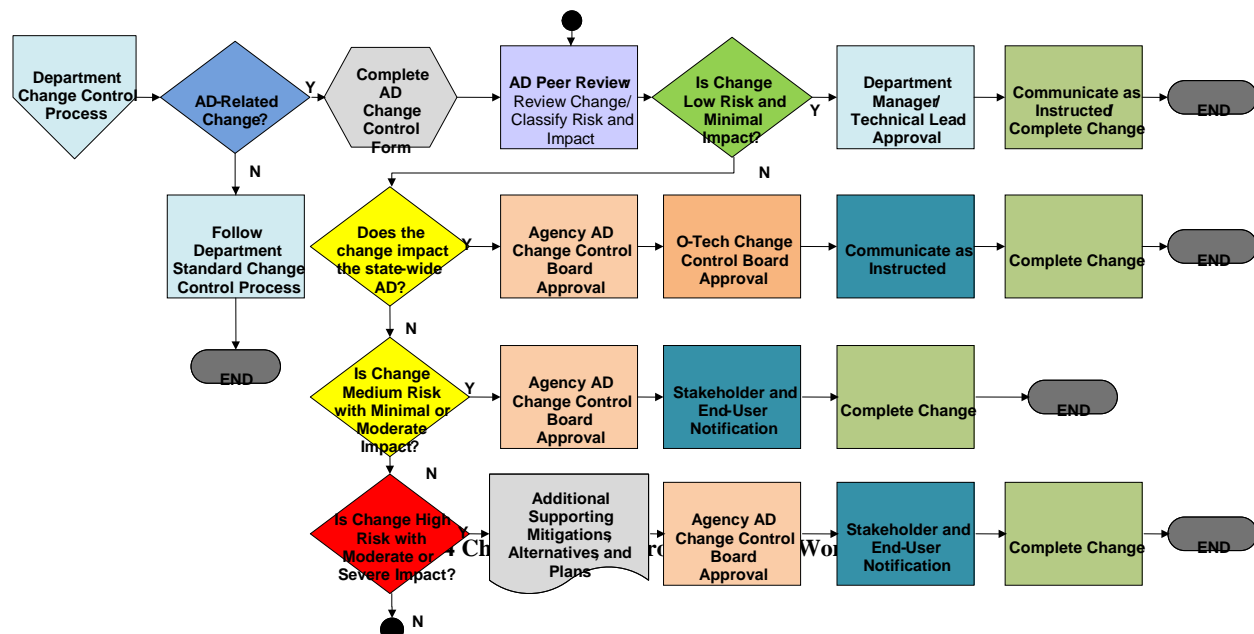 Department
Change Control
Process
AD-Related
Change?
Y
N
Complete
AD
Change
Control
Form
AD Peer Review/
Review Change/
Classify Risk and
Impact
Is Change
Low Risk and
Minimal
Impact?
Y
N
Department
Manager/
Technical Lead
Approval
Communicate as
Instructed/
Complete Change
END
Follow
Department
Standard Change
Control Process
END
Does the
change impact
the state-wide
AD?
Y
N
Agency AD
Change Control
Board
Approval
O-Tech Change
Control Board
Approval
Communicate as
Instructed
Complete Change
END
Is Change
Medium Risk
with Minimal or
Moderate
Impact?
Y
N
Agency AD
Change Control
Board
Approval
Stakeholder and
End-User
Notification
Complete Change
END
Is Change High
Risk with
Moderate or
Severe Impact?
Y
N
Additional
Supporting
Mitigations
Alternatives and
Plans
Agency AD
Change Control
Board
Approval
Stakeholder and
End-User
Notification
Complete Change
END